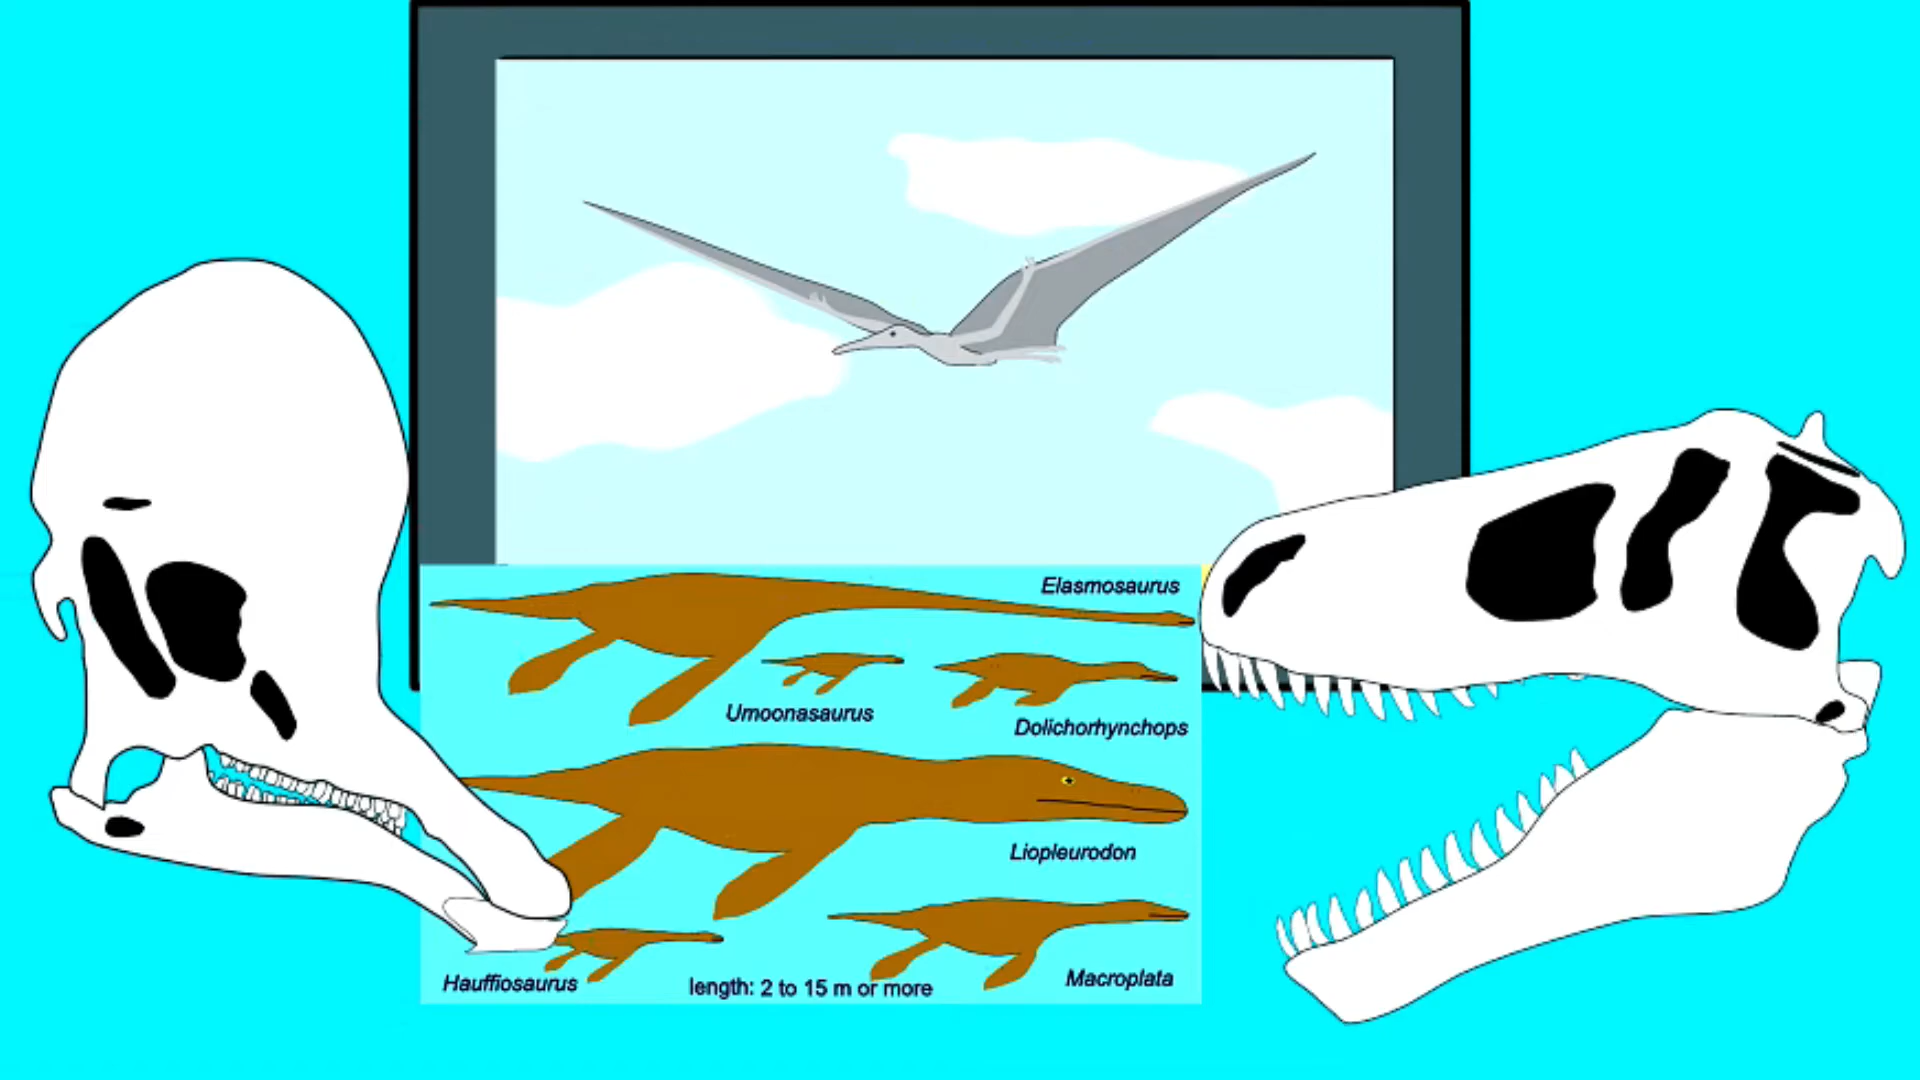 Elasmosaurus
Umoonasaurus
Dolichorhynchops
Liopleurodon
Hauffiosaurus
length: 2 to 15 m or more
Macroplata